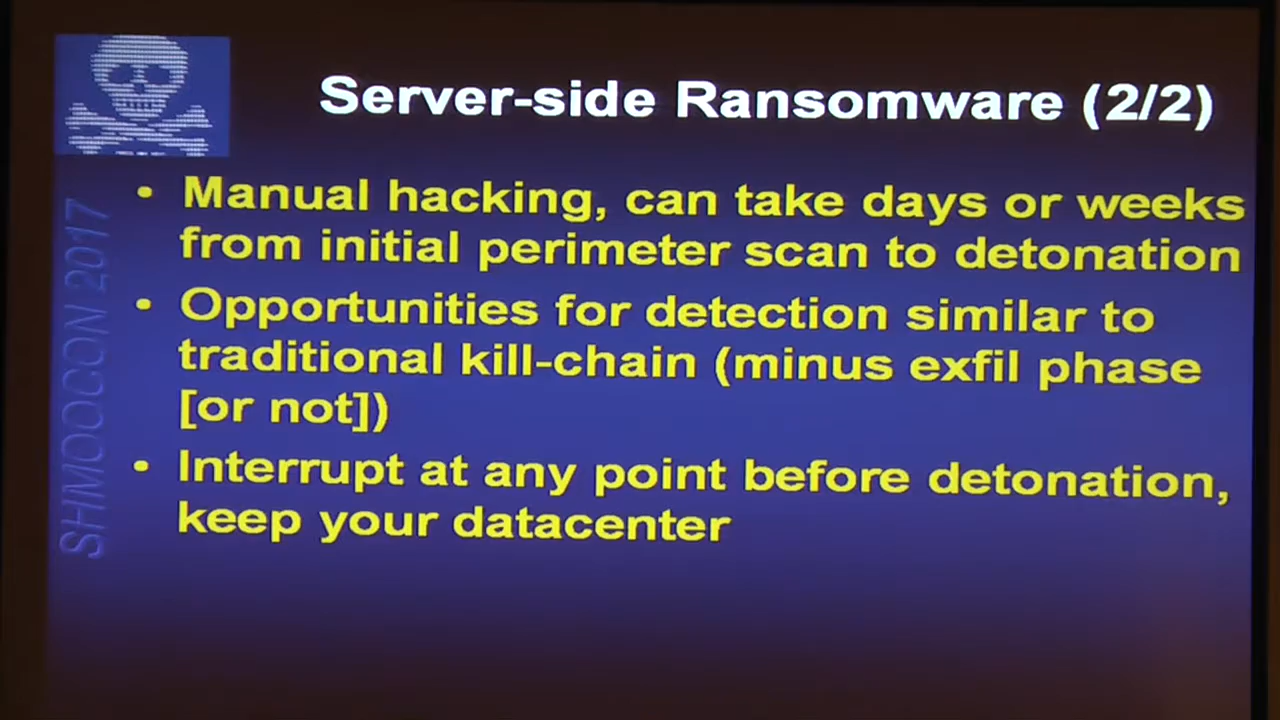 Server-side Ransomware (2/2)
• Manual hacking, can take days or weeks
from initial perimeter scan to detonation
• Opportunities for detection similar to
traditional kill-chain (minus exfil phase
[or not])
• Interrupt at any point before detonation,
keep your datacenter
SHMOOCON 2017